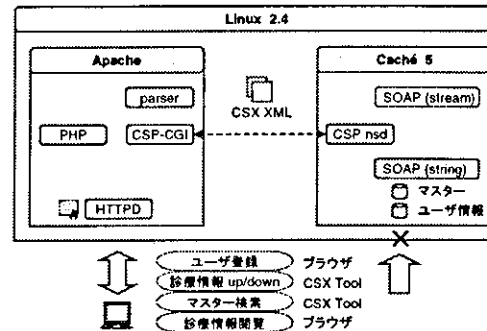 Linux 2.4
Apache
Caché 5
parser
CSX XML
SOAP (stream)
PHP
CSP-CGI
CSP nsd
SOAP (string)
マスター
ユーザ情報
HTTPD
ユーザ登録 ブラウザ
診療情報 up/down CSX Tool
マスター検索 CSX Tool
診療情報閲覧 ブラウザ